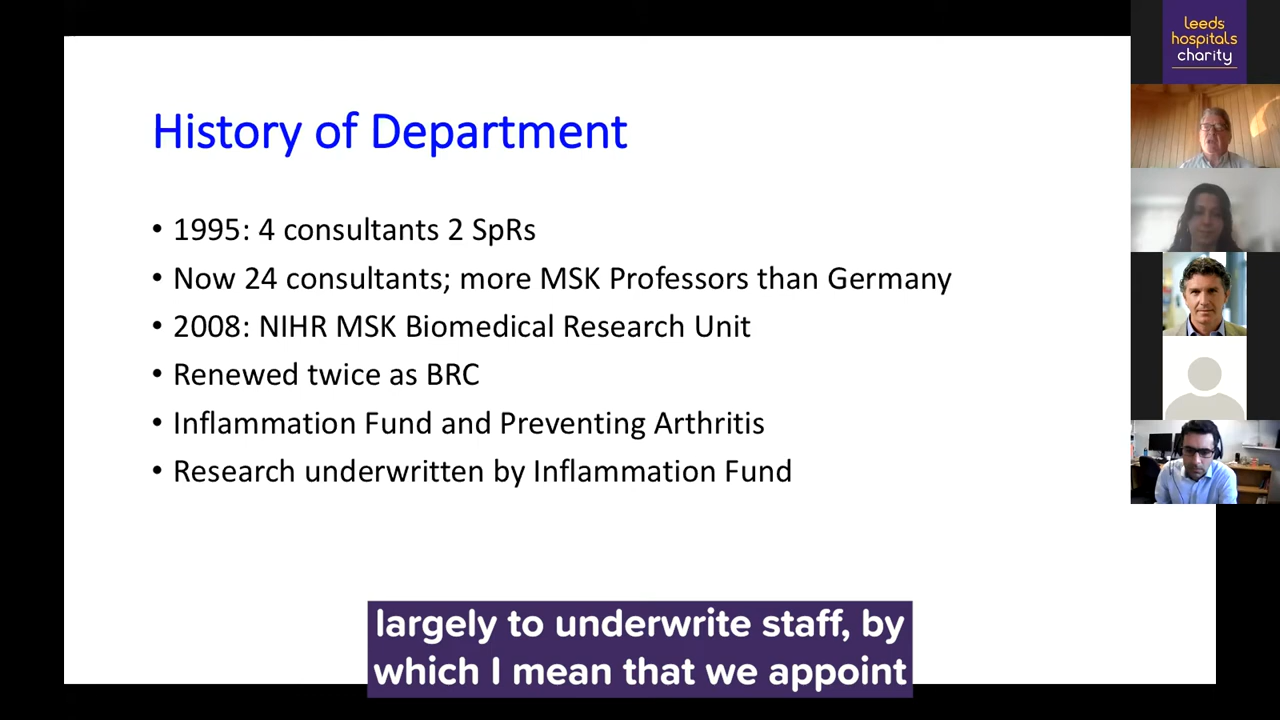 leeds
hospitals
charity
History of Department
• 1995: 4 consultants 2 SpRs
• Now 24 consultants; more MSK Professors than Germany
• 2008: NIHR MSK Biomedical Research Unit
• Renewed twice as BRC
• Inflammation Fund and Preventing Arthritis
• Research underwritten by Inflammation Fund
largely to underwrite staff, by
which I mean that we appoint